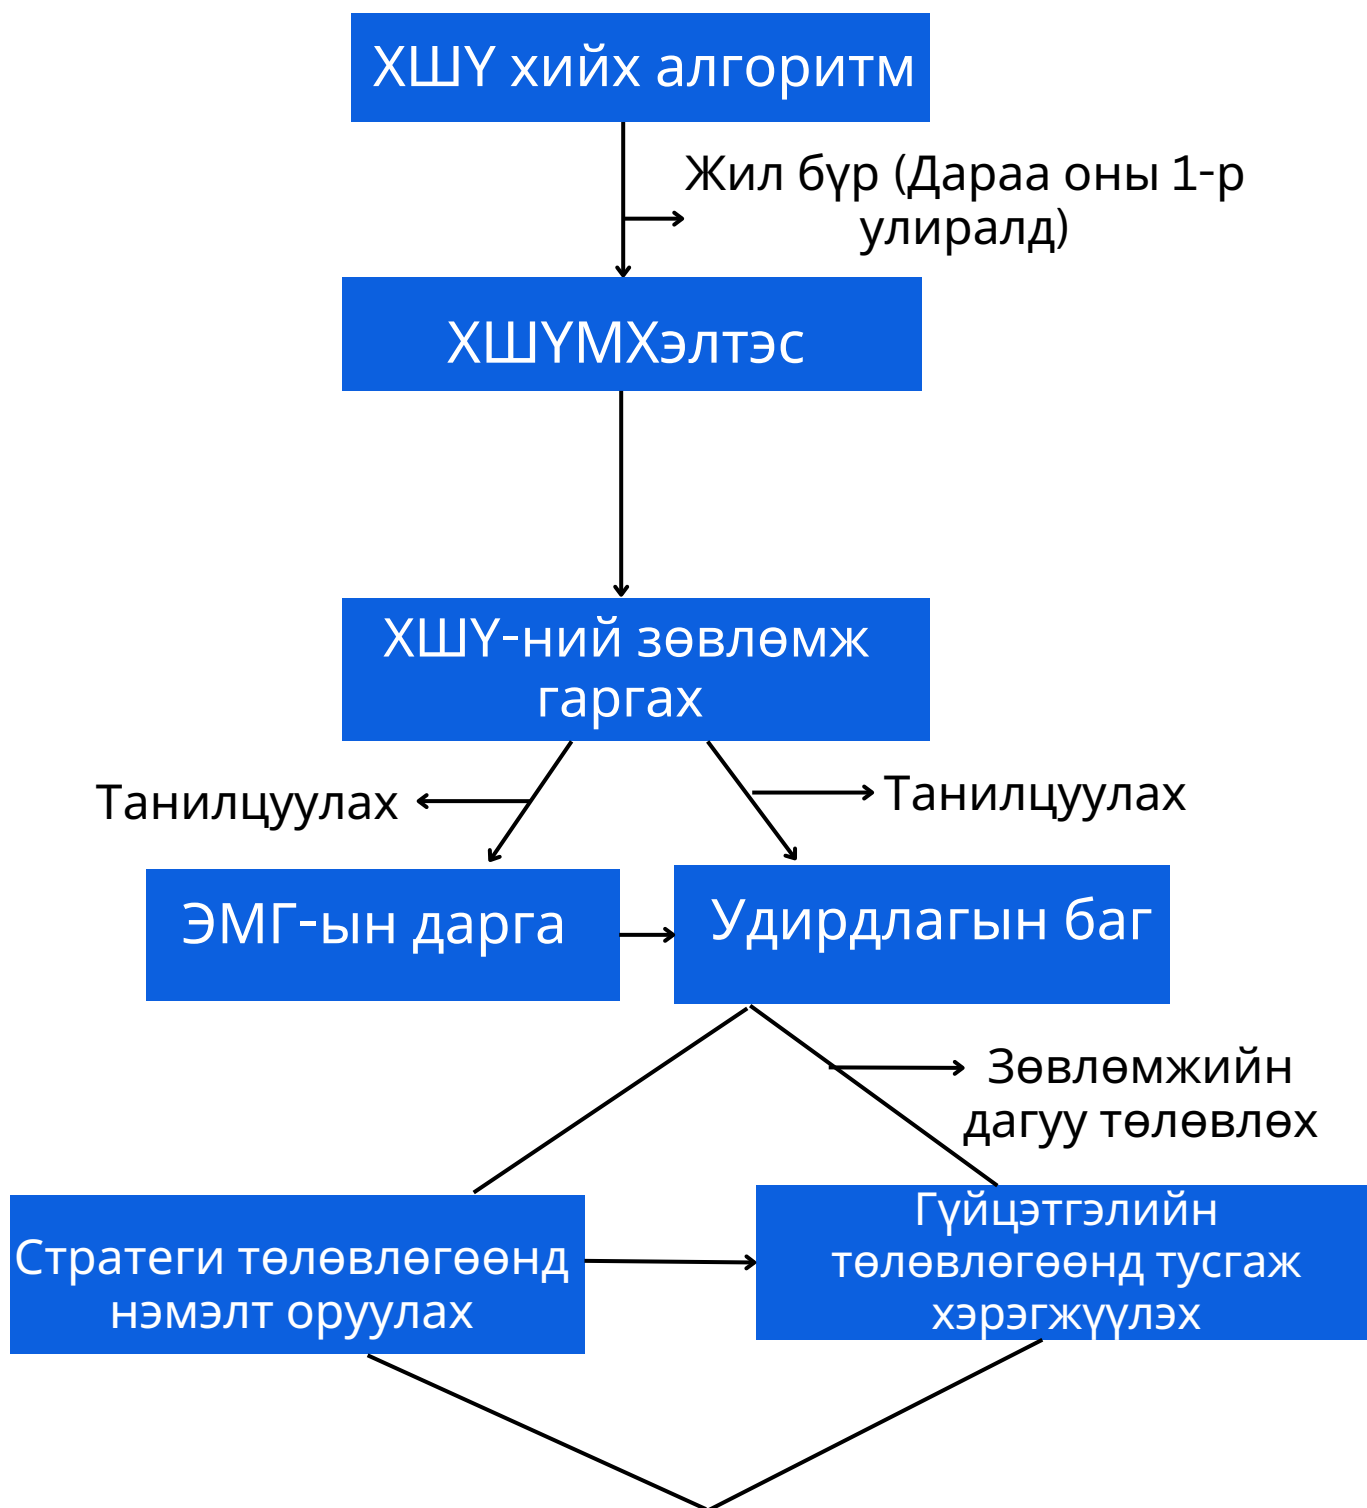 ХШҮ хийх алгоритм
Жил бүр (Дараа оны 1-р
улиралд)
ХШҮМХэлтэс
ХШҮ-ний зөвлөмж
гаргах
Танилцуулах
Танилцуулах
ЭМГ-ын дарга
Удирдлагын баг
Зөвлөмжийн
дагуу төлөвлөх
Стратеги төлөвлөгөөнд
нэмэлт оруулах
Гүйцэтгэлийн
төлөвлөгөөнд тусгаж
хэрэгжүүлэх